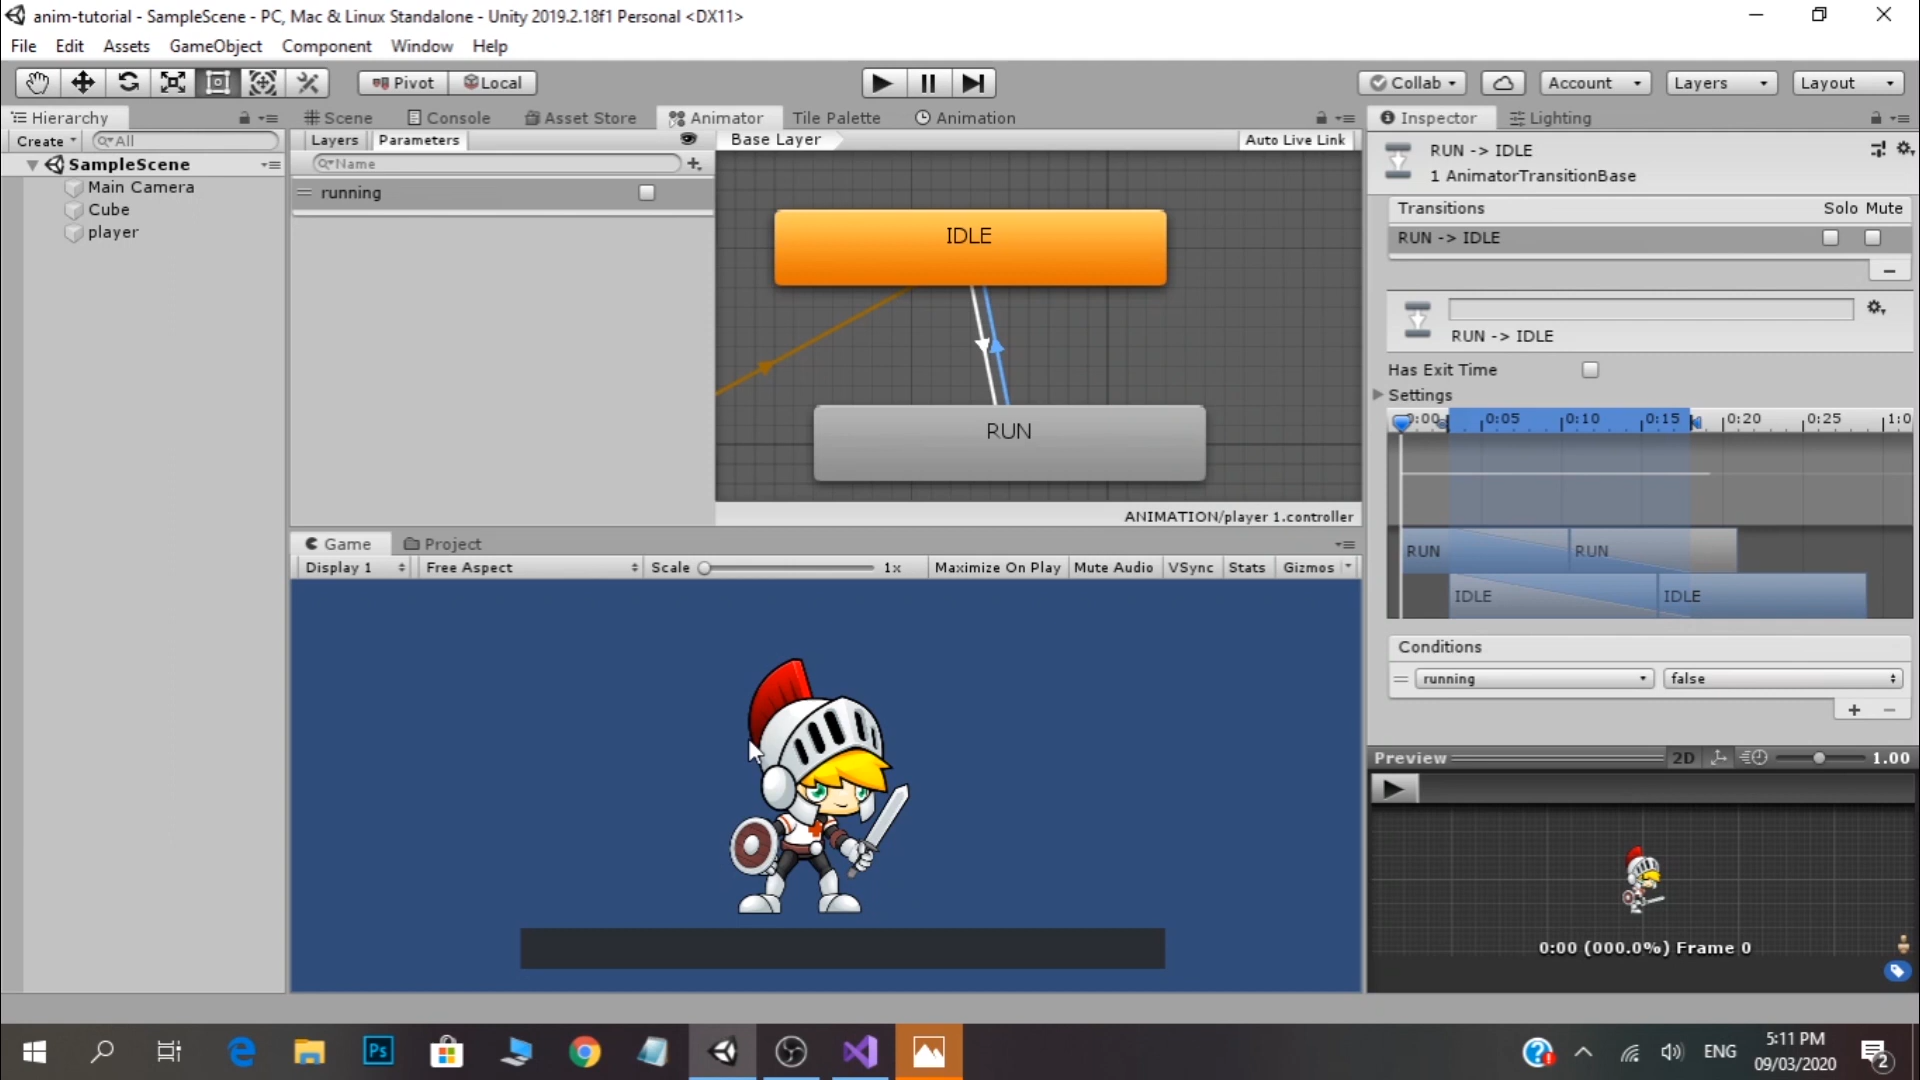 anim-tutorial - SampleScene - PC, Mac & Linux Standalone - Unity 2019.2.18f1 Personal <DX11>
File Edit Assets GameObject Component Window Help
Pivot Local Collab Account Layers Layout
Hierarchy
Create All
SampleScene
Main Camera
Cube
player
Scene Console Asset Store Animator Tile Palette Animation
Layers Parameters
Name
running
Base Layer Auto Live Link
IDLE
RUN
ANIMATION/player 1.controller
Game Project
Display 1 Free Aspect Scale 1x Maximize On Play Mute Audio VSync Stats Gizmos
Inspector Lighting
RUN -> IDLE
1 AnimatorTransitionBase
Transitions Solo Mute
RUN -> IDLE
RUN -> IDLE
Has Exit Time
Settings
0:05 0:10 0:15 0:20 0:25 1:0
RUN RUN
IDLE IDLE
Conditions
running false
Preview 2D 1.00
0:00 (000.0%) Frame 0
Ps
ENG
5:11 PM
09/03/2020
2